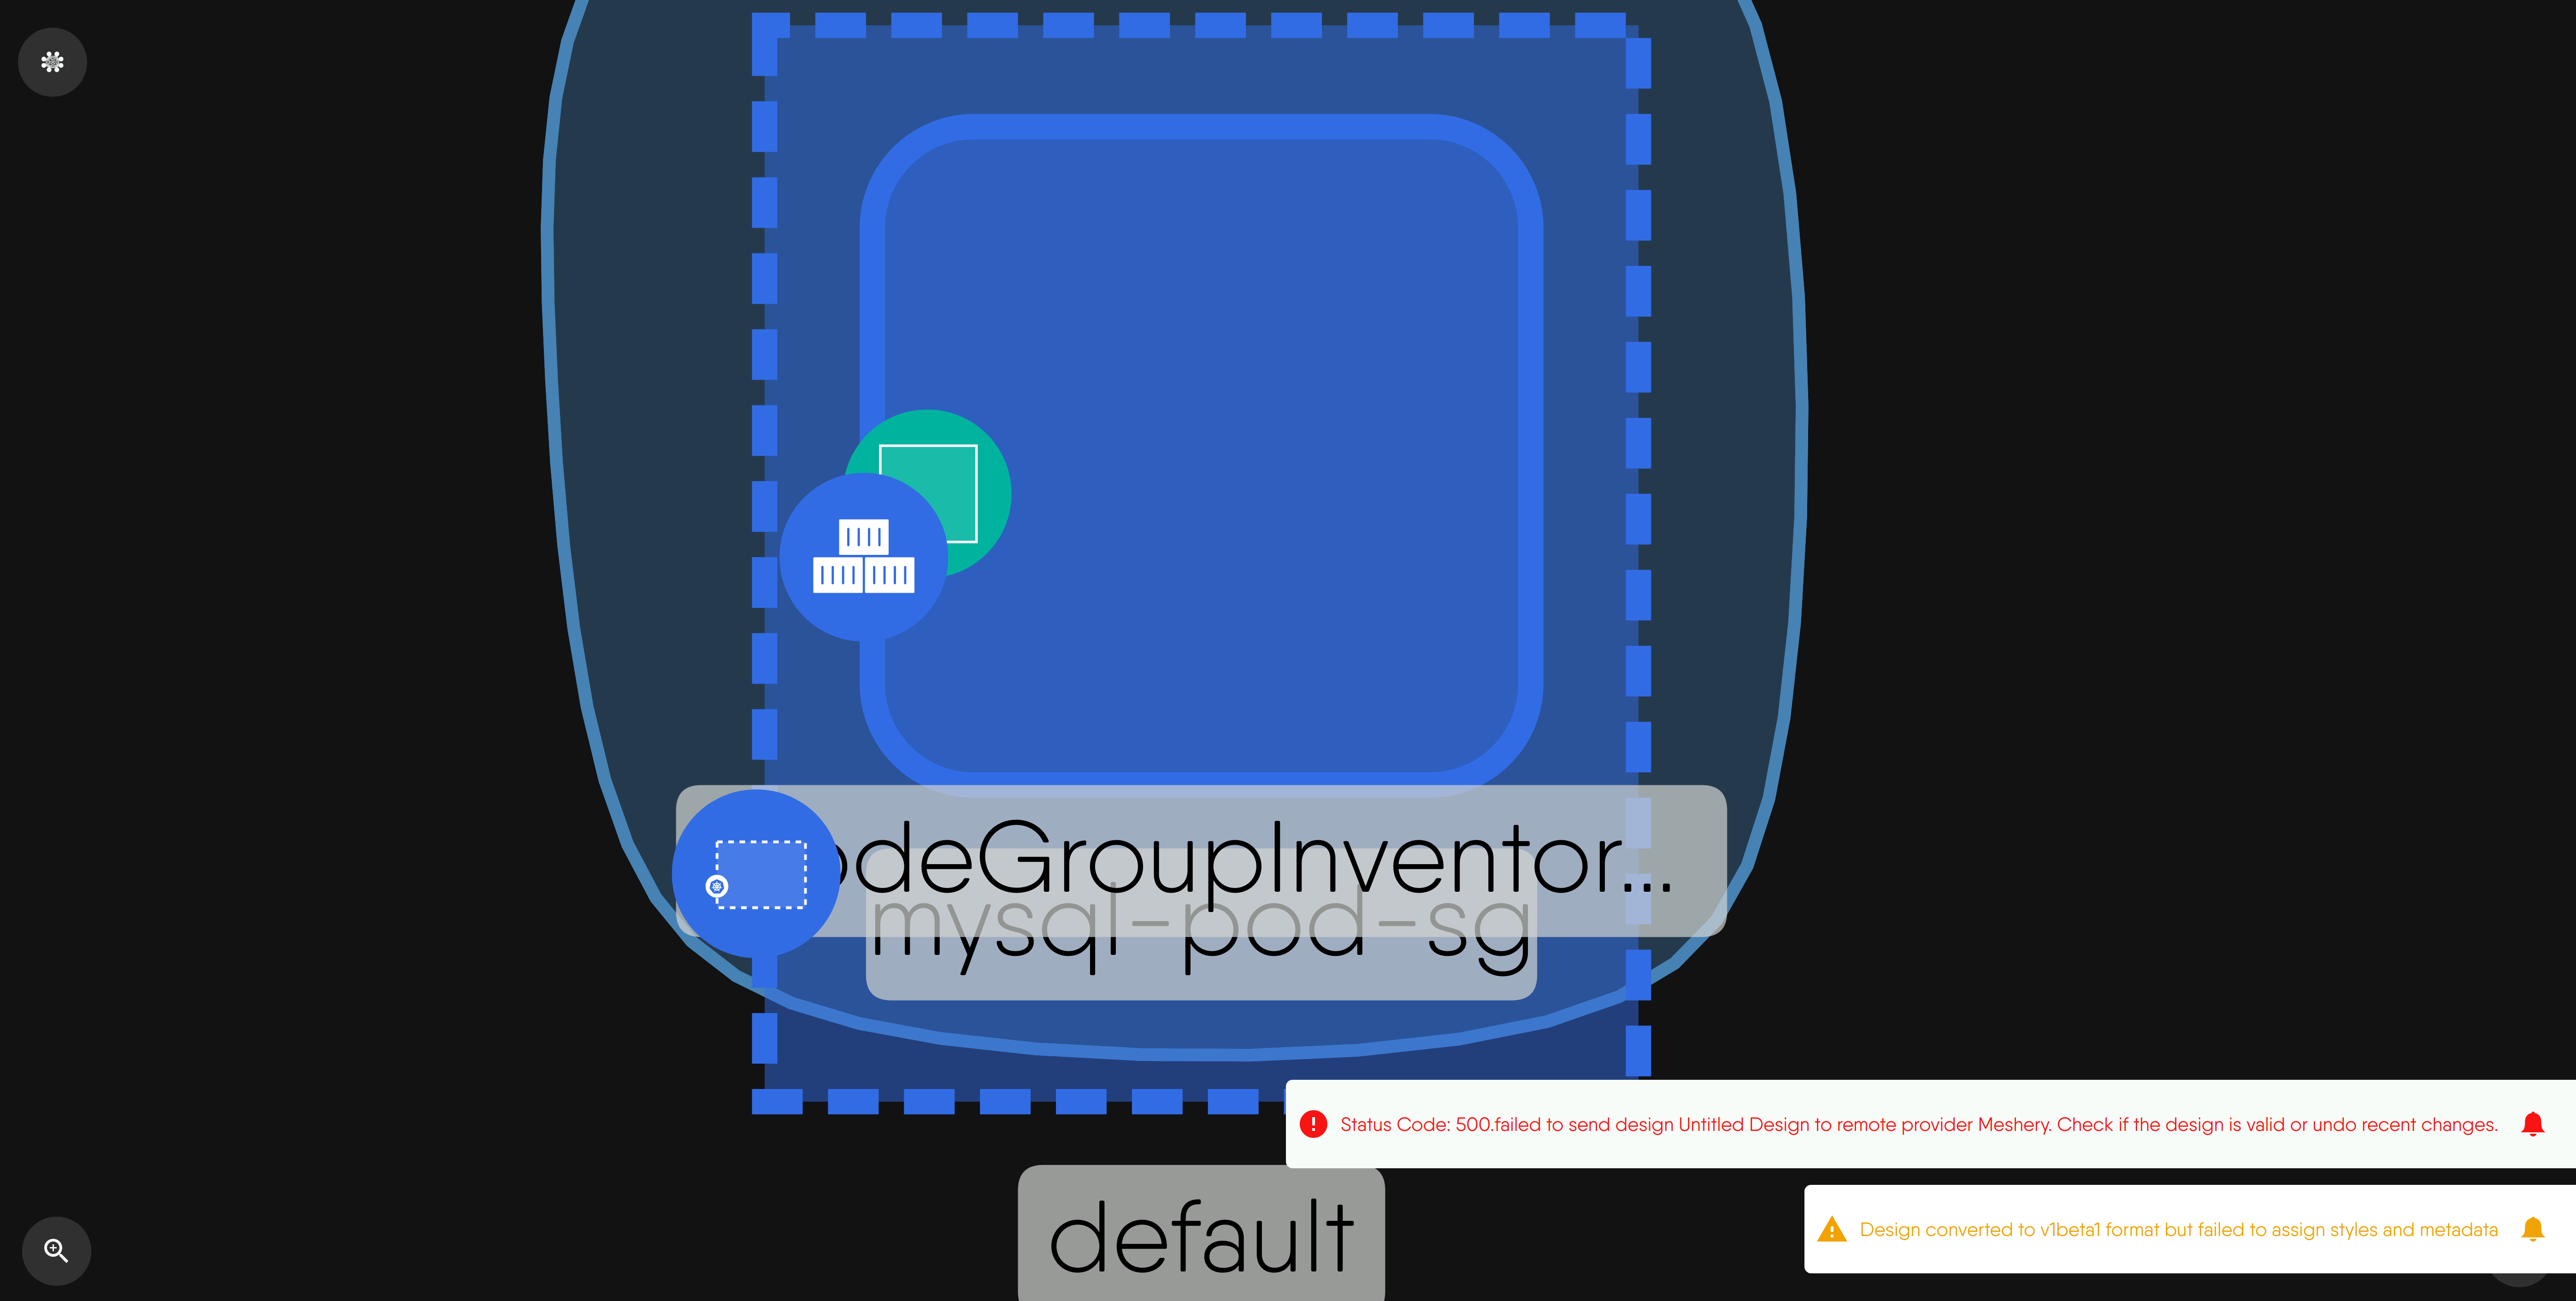 odeGroupInventor...
mysql-pod-sg
Status Code: 500.failed to send design Untitled Design to remote provider Meshery. Check if the design is valid or undo recent changes.
default
Design converted to v1beta1 format but failed to assign styles and metadata